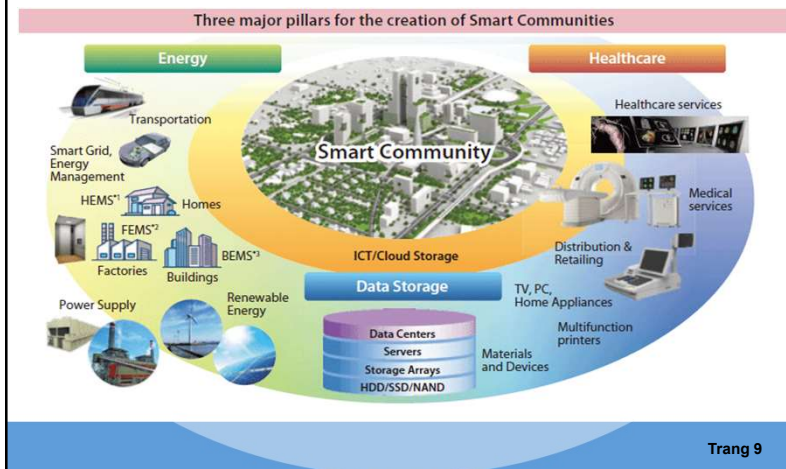 Three major pillars for the creation of Smart Communities
Energy
Healthcare
Transportation
Smart Grid,
Energy
Management
HEMS*1
Homes
FEMS*2
Factories
BEMS*3
Buildings
Power Supply
Renewable
Energy
Smart Community
ICT/Cloud Storage
Data Storage
Data Centers
Servers
Storage Arrays
HDD/SSD/NAND
Materials
and Devices
Healthcare services
Medical
services
Distribution &
Retailing
TV, PC,
Home Appliances
Multifunction
printers
Trang 9